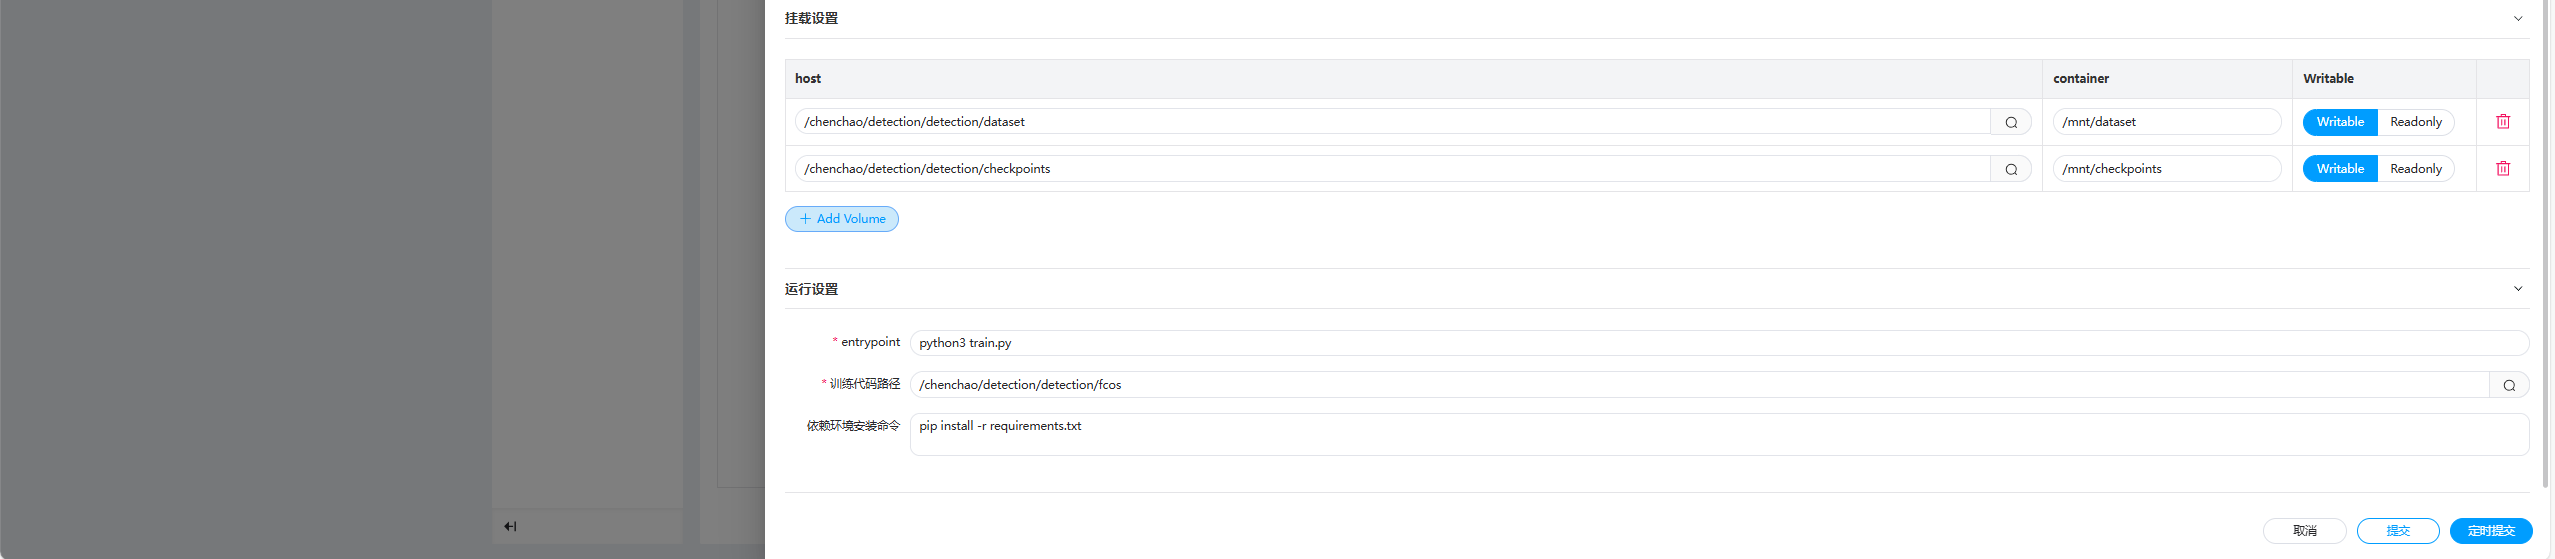 挂载设置
host container Writable
/chenchao/detection/detection/dataset /mnt/dataset Writable Readonly
/chenchao/detection/detection/checkpoints /mnt/checkpoints Writable Readonly
+ Add Volume
运行设置
* entrypoint python3 train.py
* 训练代码路径 /chenchao/detection/detection/fcos
依赖环境安装命令 pip install -r requirements.txt
取消 提交 定时提交